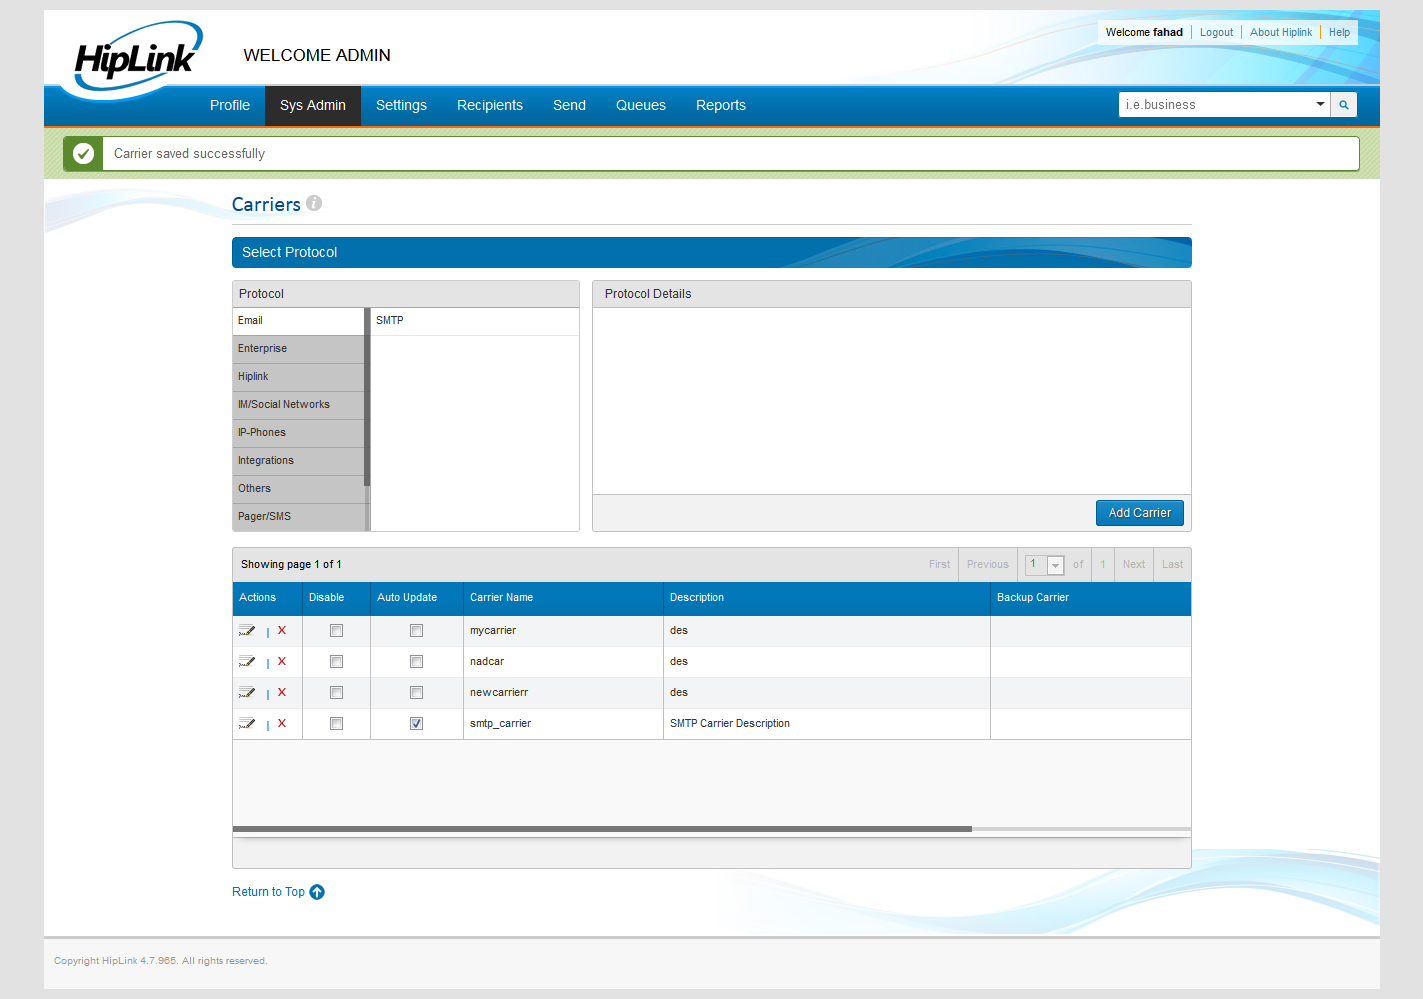 HipLink
WELCOME ADMIN
Welcome fahad Logout About Hiplink Help
Profile Sys Admin Settings Recipients Send Queues Reports i.e.business
Carrier saved successfully
Carriers i
Select Protocol
Protocol Protocol Details
Email SMTP
Enterprise
Hiplink
IM/Social Networks
IP-Phones
Integrations
Others
Pager/SMS
Add Carrier
Showing page 1 of 1 First Previous 1 of 1 Next Last
Actions Disable Auto Update Carrier Name Description Backup Carrier
| X mycarrier des
| X nadcar des
| X newcarrierr des
| X smtp_carrier SMTP Carrier Description
Return to Top
Copyright HipLink 4.7.965. All rights reserved.